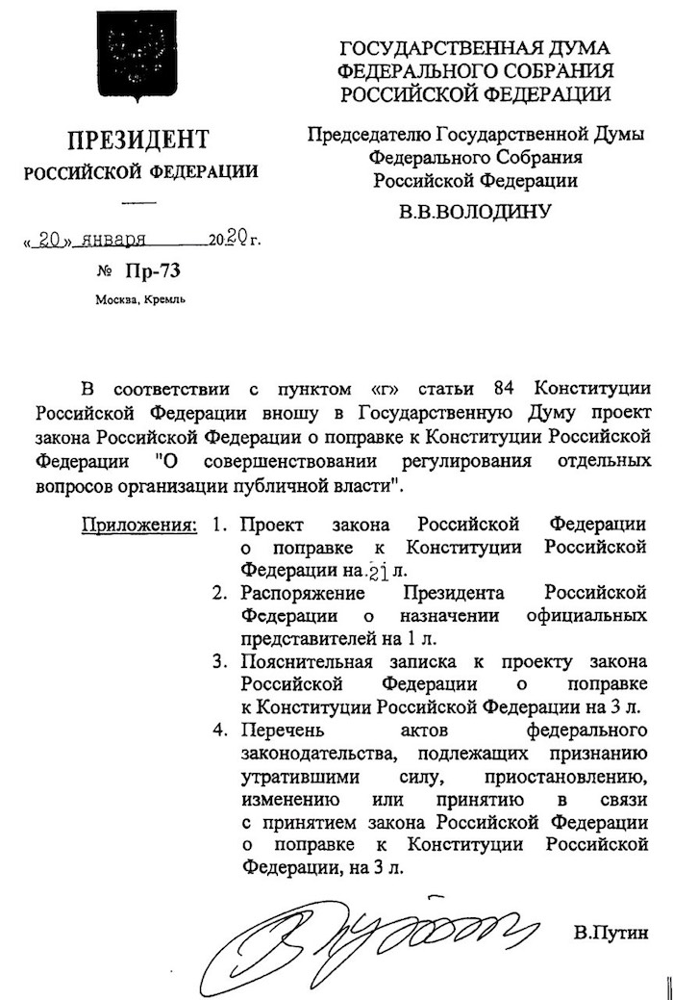 ПРЕЗИДЕНТ
РОССИЙСКОЙ ФЕДЕРАЦИИ
«20» января 2020 г.
№ Пр-73
Москва, Кремль
ГОСУДАРСТВЕННАЯ ДУМА
ФЕДЕРАЛЬНОГО СОБРАНИЯ
РОССИЙСКОЙ ФЕДЕРАЦИИ
Председателю Государственной Думы
Федерального Собрания
Российской Федерации
В.В.ВОЛОДИНУ
В соответствии с пунктом «г» статьи 84 Конституции
Российской Федерации вношу в Государственную Думу проект
закона Российской Федерации о поправке к Конституции Российской
Федерации "О совершенствовании регулирования отдельных
вопросов организации публичной власти".
Приложения: 1. Проект закона Российской Федерации
о поправке к Конституции Российской
Федерации на 21 л.
2. Распоряжение Президента Российской
Федерации о назначении официальных
представителей на 1 л.
3. Пояснительная записка к проекту закона
Российской Федерации о поправке
к Конституции Российской Федерации на 3 л.
4. Перечень актов федерального
законодательства, подлежащих признанию
утратившими силу, приостановлению,
изменению или принятию в связи
с принятием закона Российской Федерации
о поправке к Конституции Российской
Федерации, на 3 л.
В.Путин